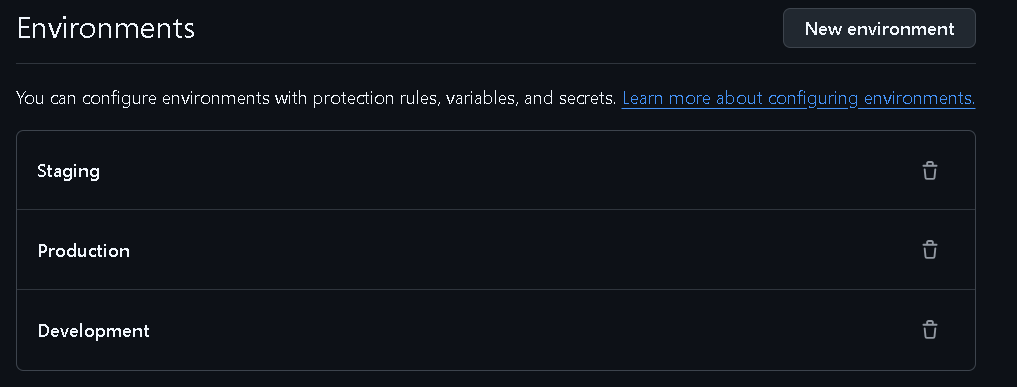 Environments
New environment
You can configure environments with protection rules, variables, and secrets. Learn more about configuring environments.
Staging
Production
Development